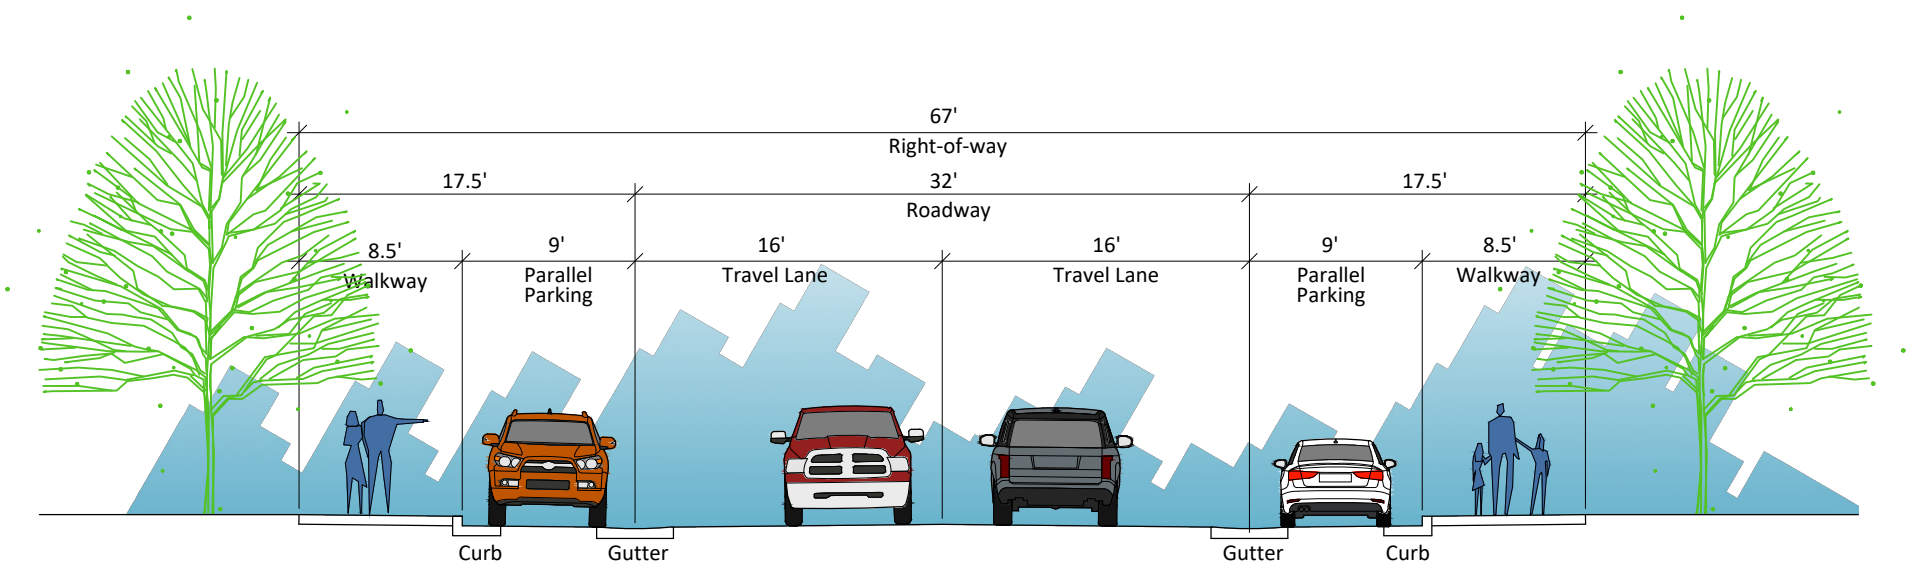 67'
Right-of-way
17.5'
32'
17.5'
Roadway
8.5'
9'
16'
16'
9'
8.5'
Walkway
Parallel
Parking
Travel Lane
Travel Lane
Parallel
Parking
Walkway
Curb
Gutter
Gutter
Curb